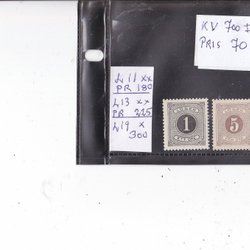 KV 700
PRIS 70
L11 xx
PR 180
L13 xx
PR 225
L19 x
300
1
5